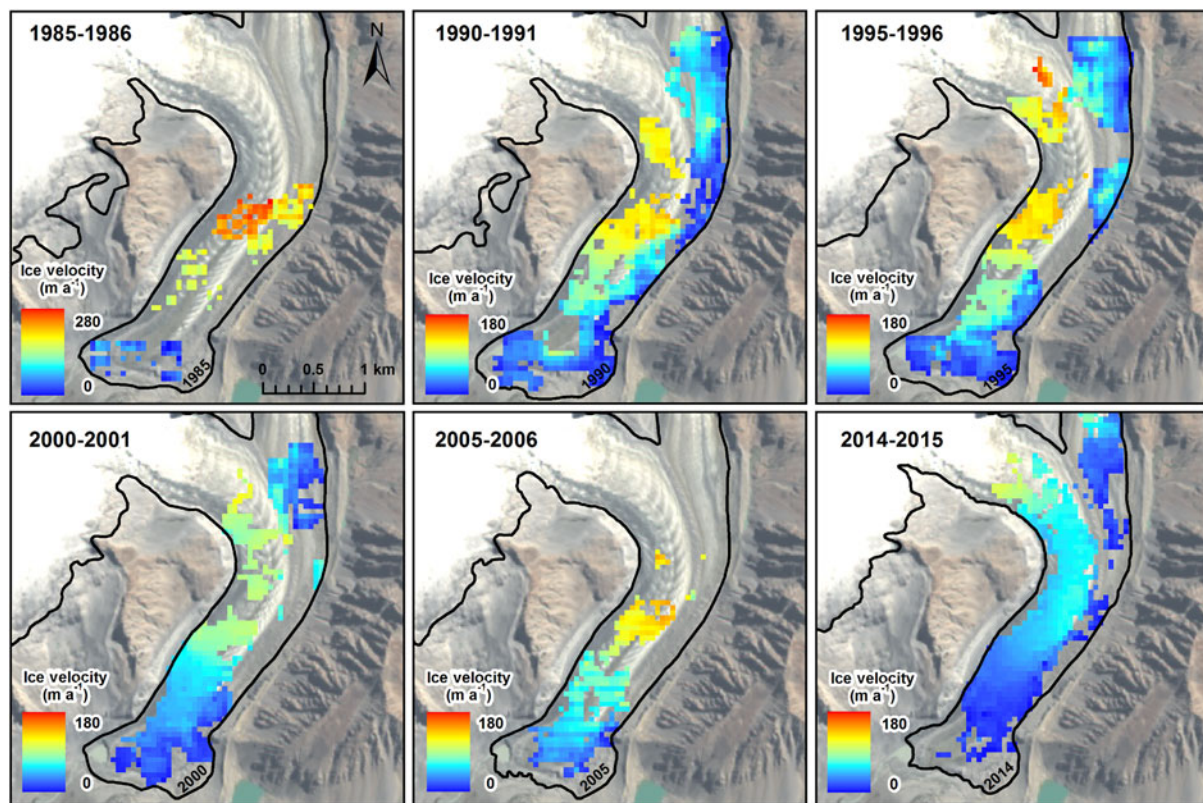 1985-1986
N
Ice velocity
(m a⁻¹)
280
0
1985
0 0.5 1 km
1990-1991
Ice velocity
(m a⁻¹)
180
0
1990
1995-1996
Ice velocity
(m a⁻¹)
180
0
1995
2000-2001
Ice velocity
(m a⁻¹)
180
0
2000
2005-2006
Ice velocity
(m a⁻¹)
180
0
2005
2014-2015
Ice velocity
(m a⁻¹)
180
0
2014